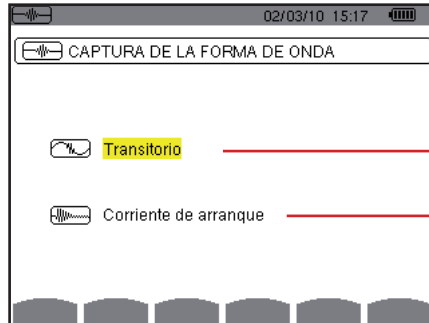 02/03/10 15:17
CAPTURA DE LA FORMA DE ONDA
Transitorio
Corriente de arranque